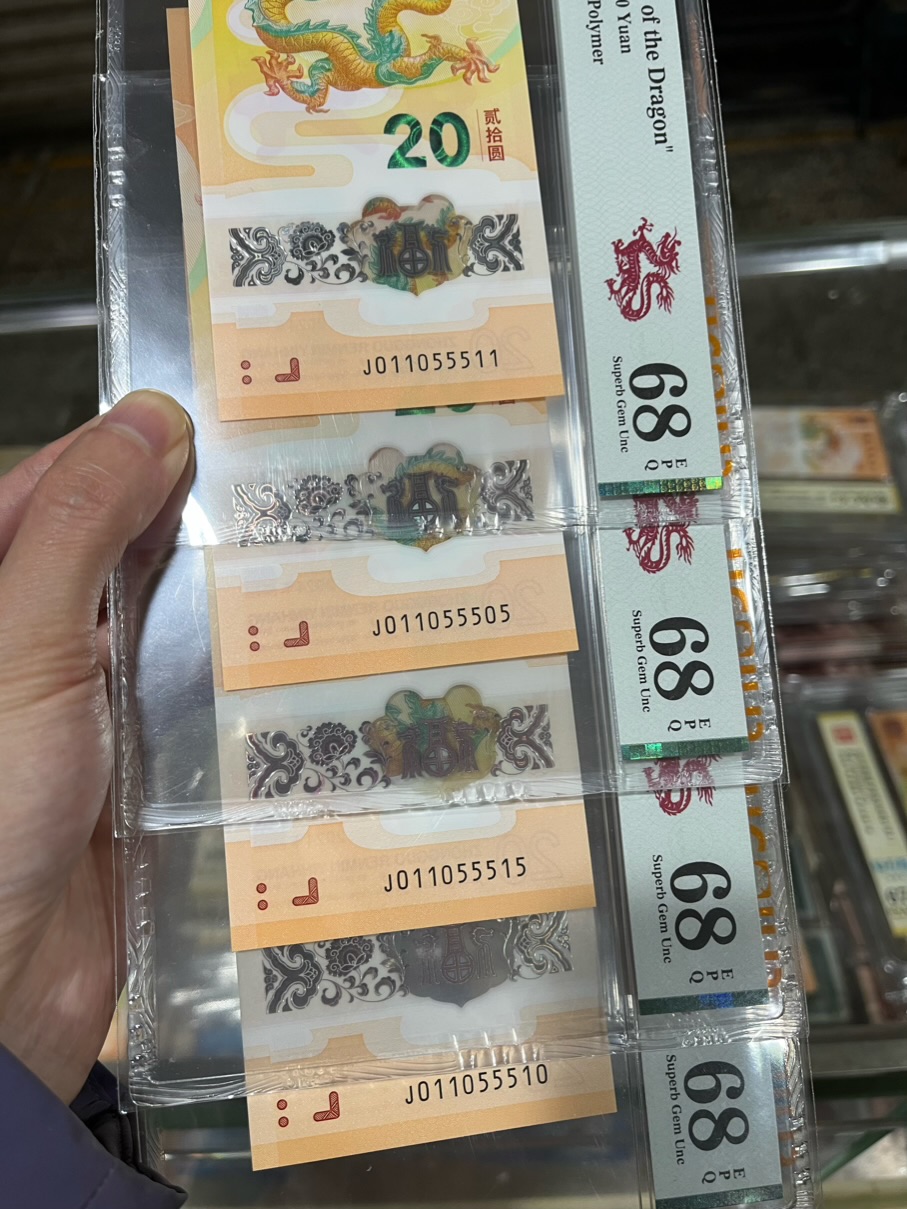 of the Dragon"
0 Yuan
Polymer
20
贰拾圆
J011055511
68
EPQ
Superb Gem Unc
J011055505
68
EPQ
Superb Gem Unc
J011055515
68
EPQ
Superb Gem Unc
J011055510
68
EPQ
Superb Gem Unc